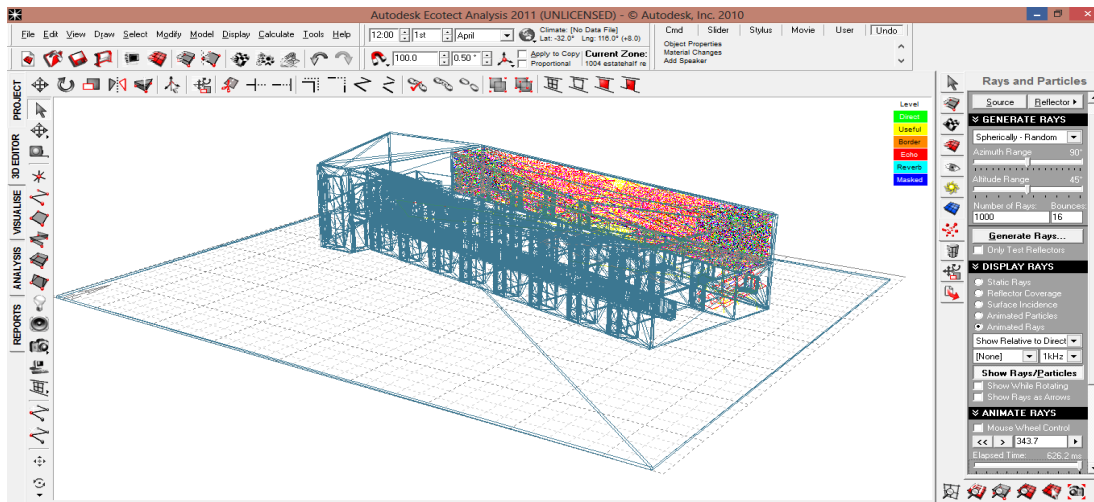 Autodesk Ecotect Analysis 2011 (UNLICENSED) - © Autodesk, Inc. 2010
File Edit View Draw Select Modify Model Display Calculate Tools Help
12:00 1st April
Climate: [No Data File]
Lat: -32.0° Lng: 116.0° (+8.0)
Cmd Slider Stylus Movie User Undo
Object Properties
Material Changes
Add Speaker
100.0 0.50°
Apply to Copy
Proportional
Current Zone:
1004 estatehalf re
PROJECT
3D EDITOR
VISUALISE
ANALYSIS
REPORTS
Level
Direct
Useful
Border
Echo
Reverb
Masked
Rays and Particles
Source Reflector
GENERATE RAYS
Spherically - Random
Azimuth Range 90°
Altitude Range 45°
Number of Rays: Bounces:
1000 16
Generate Rays...
Only Test Reflectors
DISPLAY RAYS
Static Rays
Reflector Coverage
Surface Incidence
Animated Particles
Animated Rays
Show Relative to Direct
[None] 1kHz
Show Rays/Particles
Show While Rotating
Show Rays as Arrows
ANIMATE RAYS
Mouse Wheel Control
<< > 343.7
Elapsed Time: 626.2 ms